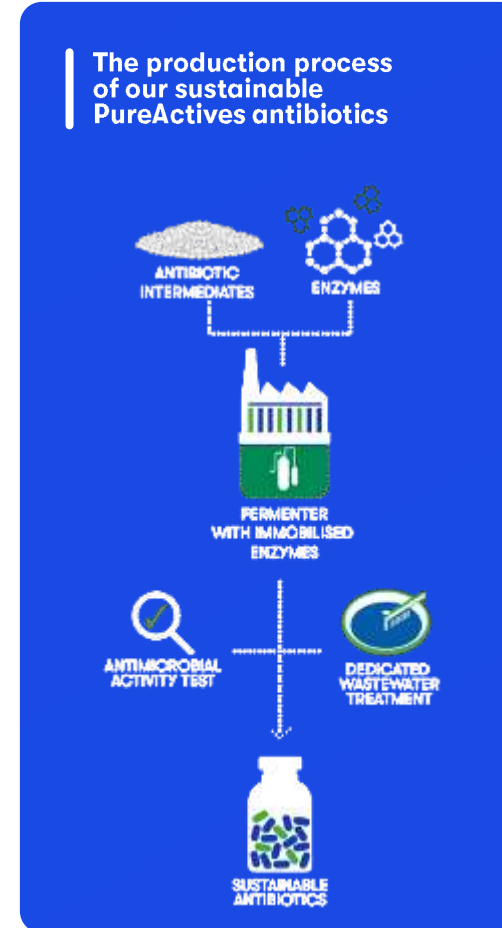 The production process
of our sustainable
PureActives antibiotics
ANTIBIOTIC
INTERMEDIATES
ENZYMES
FERMENTER
WITH IMMOBILISED
ENZYMES
ANTIMICROBIAL
ACTIVITY TEST
DEDICATED
WASTEWATER
TREATMENT
SUSTAINABLE
ANTIBIOTICS